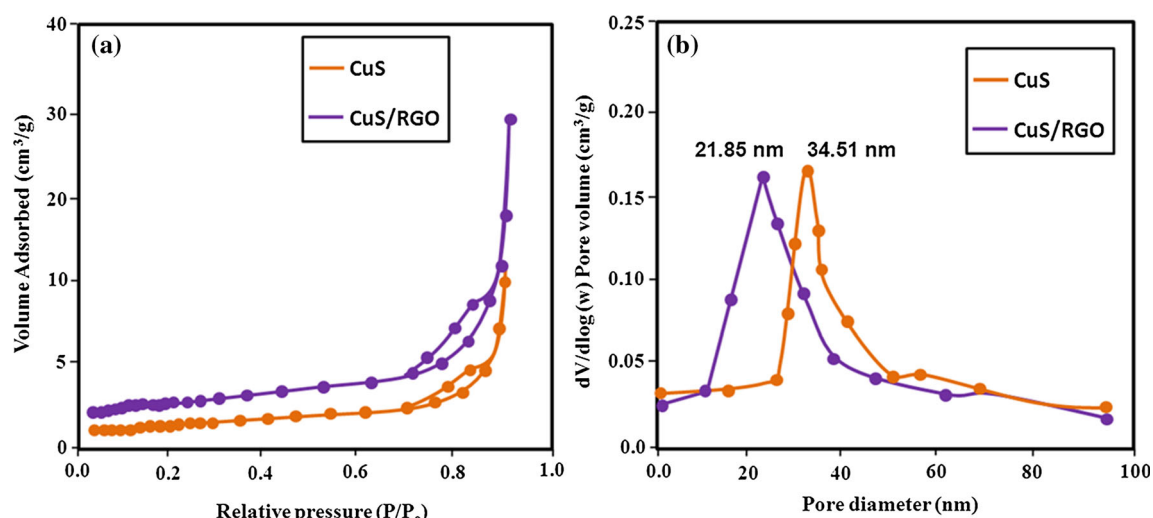 (a)
CuS
CuS/RGO
40
30
20
10
5
0
Volume Adsorbed (cm³/g)
0.0 0.2 0.4 0.6 0.8 1.0
Relative pressure (P/Pₒ)
(b)
CuS
CuS/RGO
21.85 nm 34.51 nm
0.25
0.20
0.15
0.10
0.05
0.0
dV/dlog (w) Pore volume (cm³/g)
0.0 20 40 60 80 100
Pore diameter (nm)